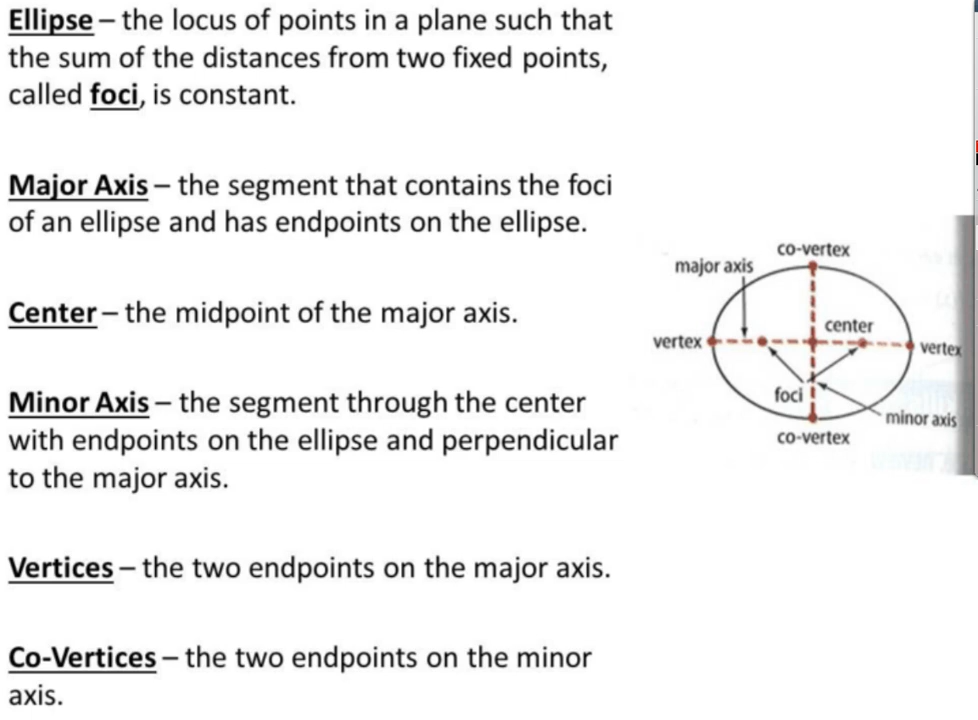 Ellipse – the locus of points in a plane such that
the sum of the distances from two fixed points,
called foci, is constant.
Major Axis – the segment that contains the foci
of an ellipse and has endpoints on the ellipse.
Center – the midpoint of the major axis.
Minor Axis – the segment through the center
with endpoints on the ellipse and perpendicular
to the major axis.
Vertices – the two endpoints on the major axis.
Co-Vertices – the two endpoints on the minor
axis.
co-vertex
major axis
center
vertex
vertex
foci
minor axis
co-vertex